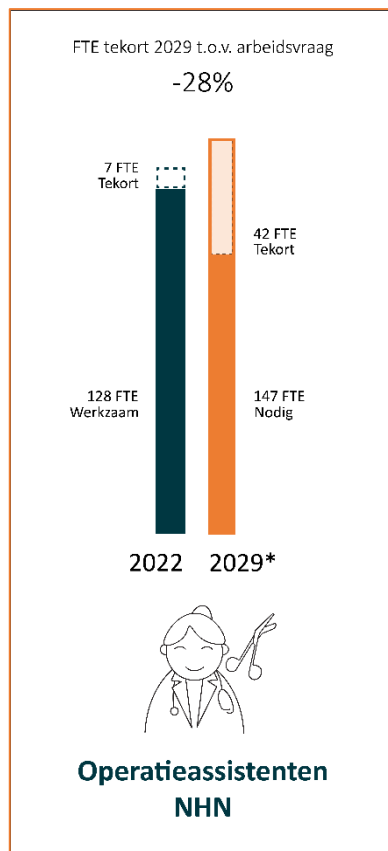 FTE tekort 2029 t.o.v. arbeidsvraag
-28%
7 FTE
Tekort
42 FTE
Tekort
128 FTE
Werkzaam
147 FTE
Nodig
2022
2029*
Operatieassistenten
NHN